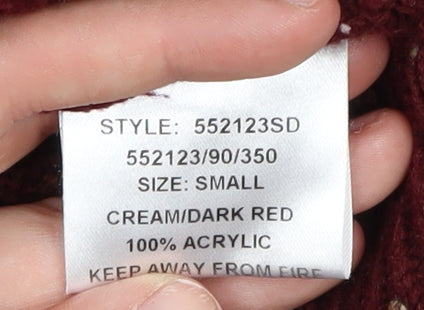 STYLE: 552123SD
552123/90/350
SIZE: SMALL
CREAM/DARK RED
100% ACRYLIC
KEEP AWAY FROM FIRE